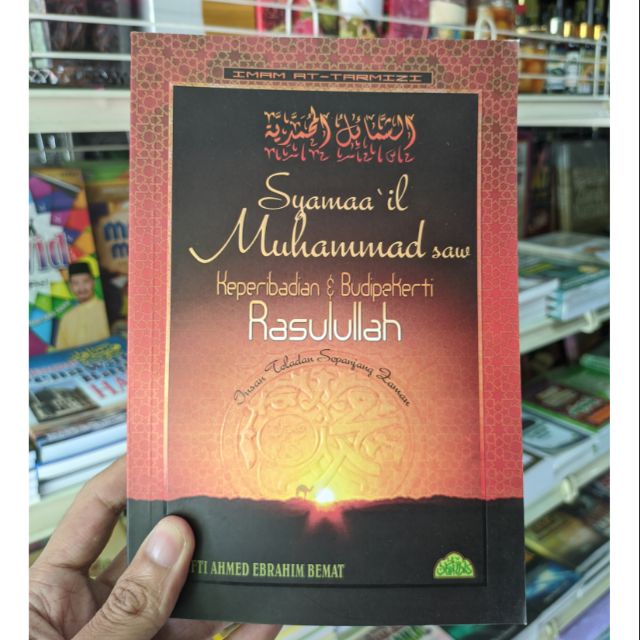 IMAM AT-TARMIZI
الشمائل المحمدية
Syamaa`il
Muhammad saw
Keperibadian & Budipekerti
Rasulullah
Insan Teladan Sepanjang Zaman
FTI AHMED EBRAHIM BEMAT